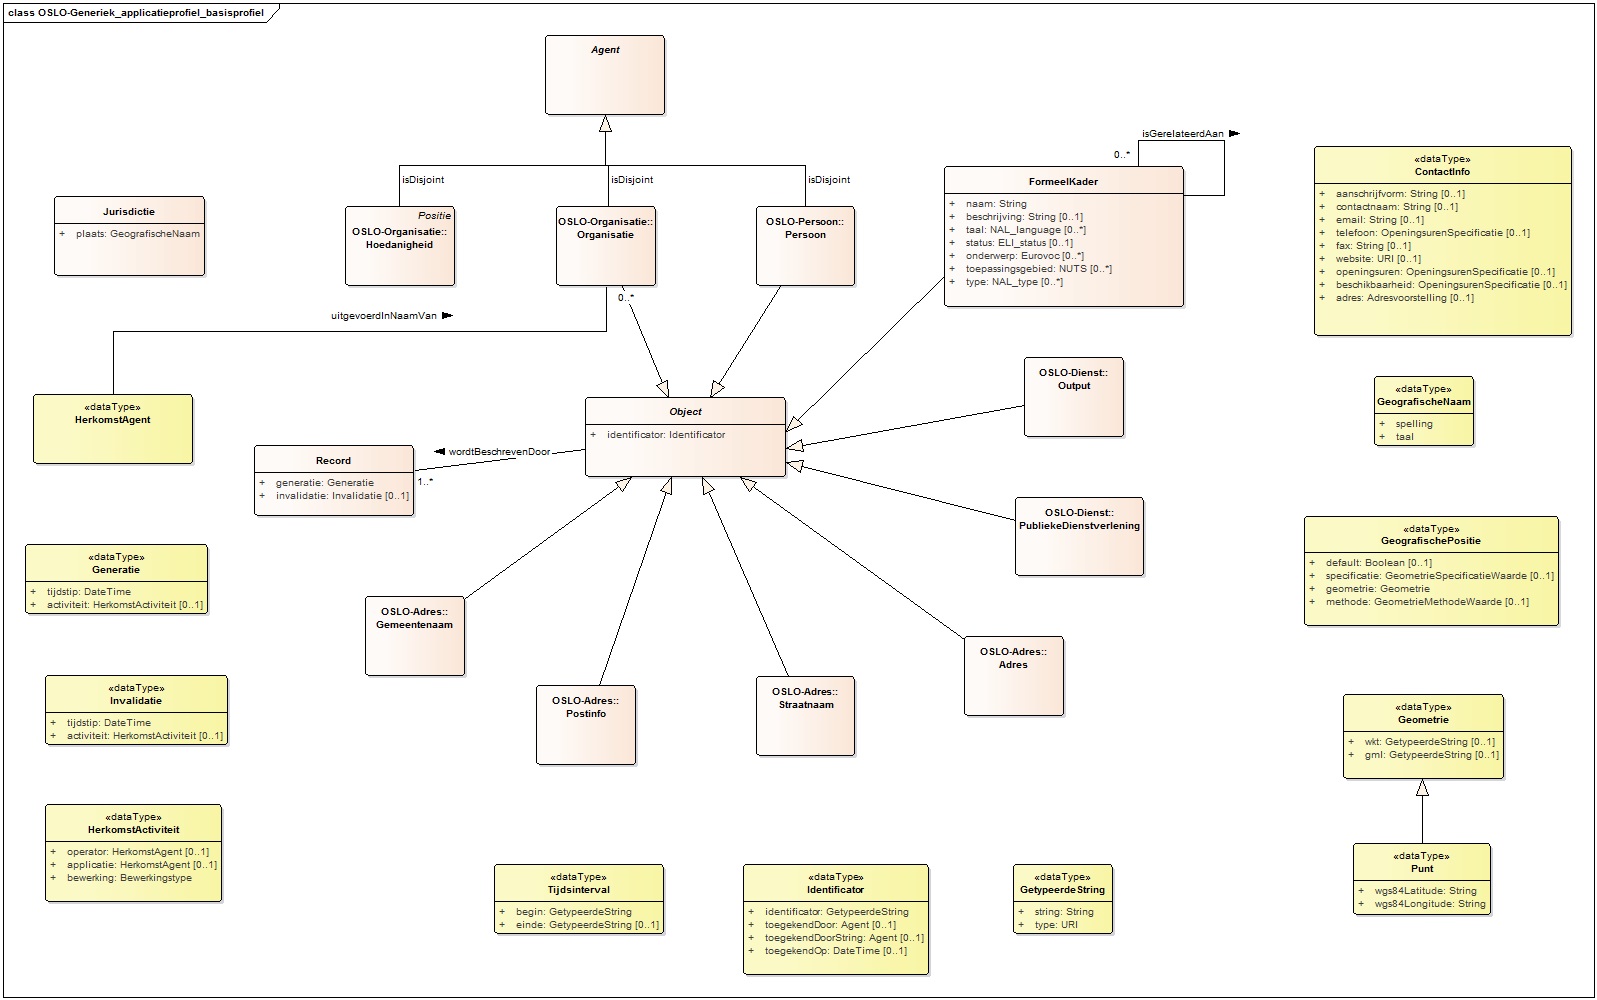 class OSLO-Generiek_applicatieprofiel_basisprofiel
Agent
isDisjoint
isDisjoint
isDisjoint
isGerelateerdAan
0..*
Jurisdictie
+ plaats: GeografischeNaam
Positie
OSLO-Organisatie::
Hoedanigheid
OSLO-Organisatie::
Organisatie
0..*
OSLO-Persoon::
Persoon
FormeelKader
+ naam: String
+ beschrijving: String [0..1]
+ taal: NAL_language [0..*]
+ status: ELI_status [0..1]
+ onderwerp: Eurovoc [0..*]
+ toepassingsgebied: NUTS [0..*]
+ type: NAL_type [0..*]
«dataType»
ContactInfo
+ aanschrijfvorm: String [0..1]
+ contactnaam: String [0..1]
+ email: String [0..1]
+ telefoon: OpeningsurenSpecificatie [0..1]
+ fax: String [0..1]
+ website: URI [0..1]
+ openingsuren: OpeningsurenSpecificatie [0..1]
+ beschikbaarheid: OpeningsurenSpecificatie [0..1]
+ adres: Adresvoorstelling [0..1]
uitgevoerdInNaamVan
«dataType»
HerkomstAgent
Object
+ identificator: Identificator
OSLO-Dienst::
Output
«dataType»
GeografischeNaam
+ spelling
+ taal
wordtBeschrevenDoor
1..*
Record
+ generatie: Generatie
+ invalidatie: Invalidatie [0..1]
OSLO-Dienst::
PubliekeDienstverlening
«dataType»
GeografischePositie
+ default: Boolean [0..1]
+ specificatie: GeometrieSpecificatieWaarde [0..1]
+ geometrie: Geometrie
+ methode: GeometrieMethodeWaarde [0..1]
«dataType»
Generatie
+ tijdstip: DateTime
+ activiteit: HerkomstActiviteit [0..1]
OSLO-Adres::
Gemeentenaam
OSLO-Adres::
Postinfo
OSLO-Adres::
Straatnaam
OSLO-Adres::
Adres
«dataType»
Invalidatie
+ tijdstip: DateTime
+ activiteit: HerkomstActiviteit [0..1]
«dataType»
Geometrie
+ wkt: GetypeerdeString [0..1]
+ gml: GetypeerdeString [0..1]
«dataType»
HerkomstActiviteit
+ operator: HerkomstAgent [0..1]
+ applicatie: HerkomstAgent [0..1]
+ bewerking: Bewerkingstype
«dataType»
Tijdsinterval
+ begin: GetypeerdeString
+ einde: GetypeerdeString [0..1]
«dataType»
Identificator
+ identificator: GetypeerdeString
+ toegekendDoor: Agent [0..1]
+ toegekendDoorString: Agent [0..1]
+ toegekendOp: DateTime [0..1]
«dataType»
GetypeerdeString
+ string: String
+ type: URI
«dataType»
Punt
+ wgs84Latitude: String
+ wgs84Longitude: String